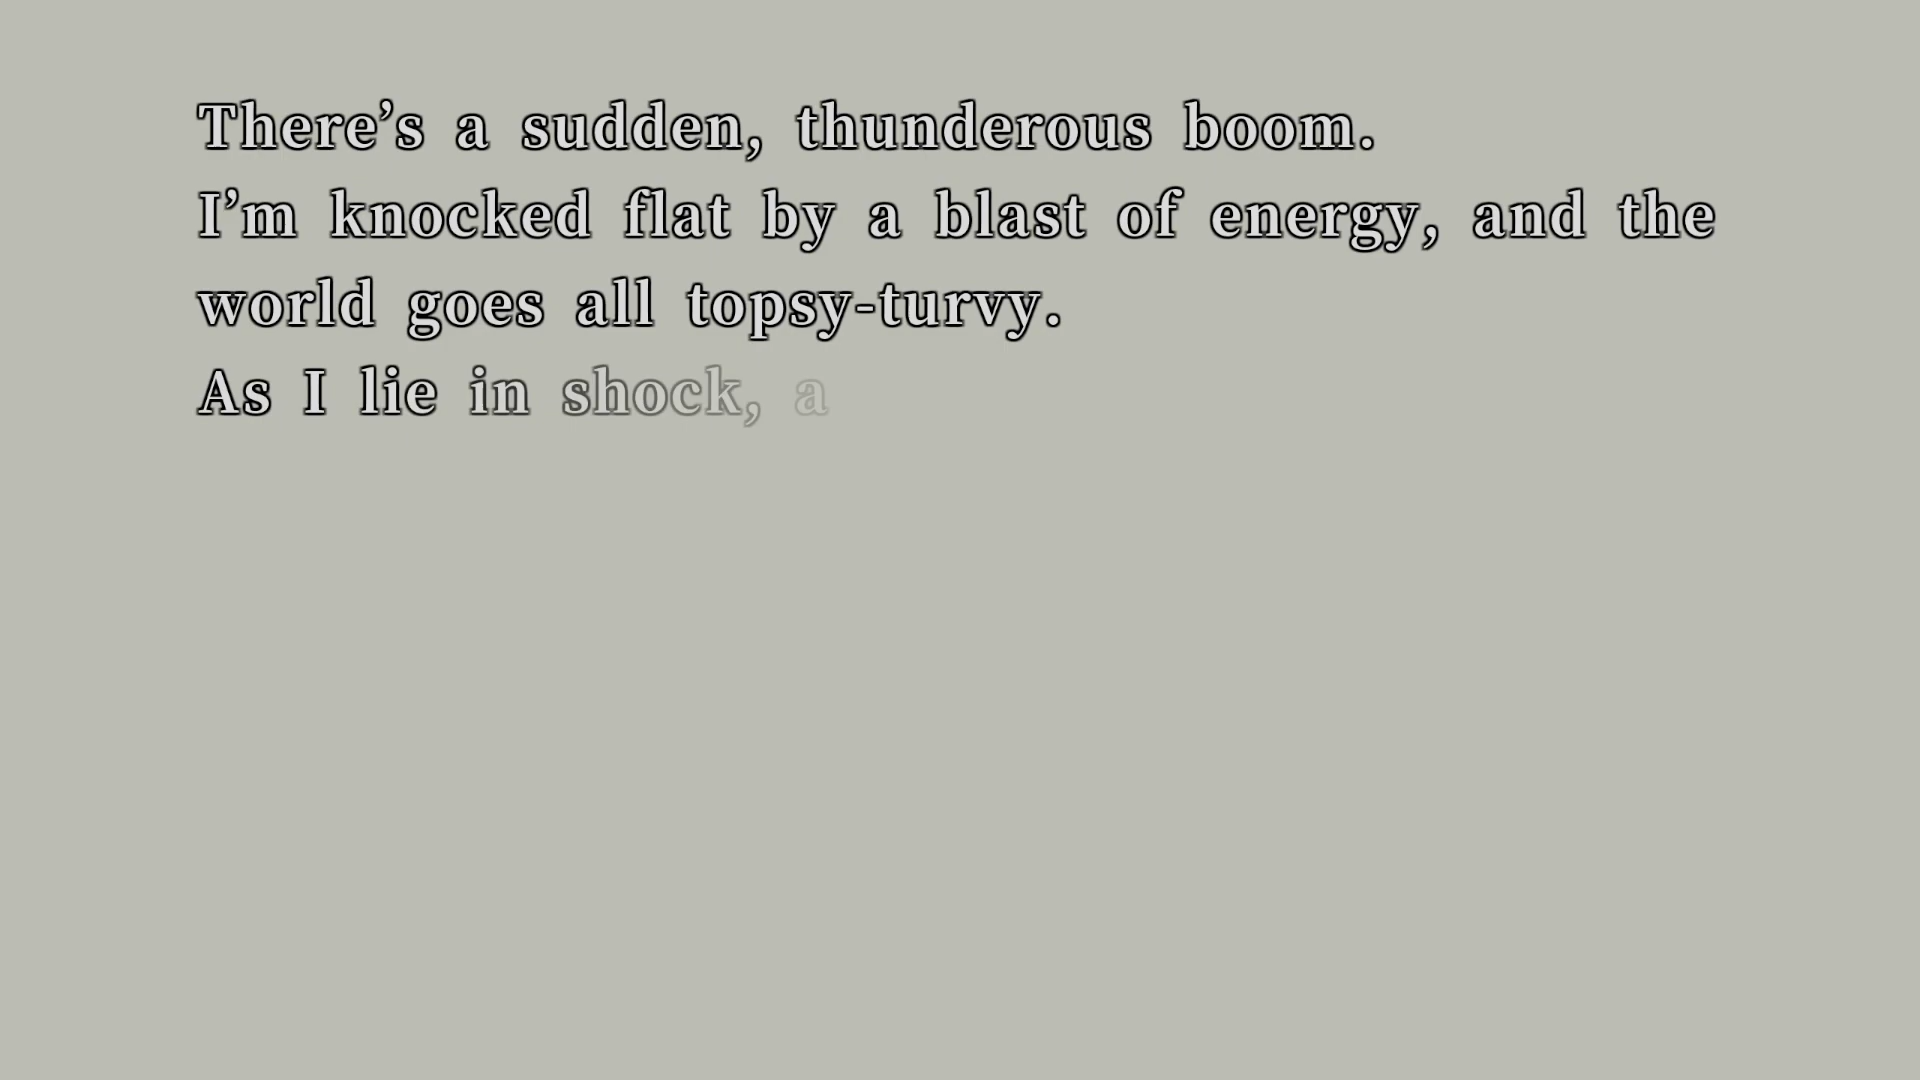 There’s a sudden, thunderous boom.
I’m knocked flat by a blast of energy, and the
world goes all topsy-turvy.
As I lie in shock, a